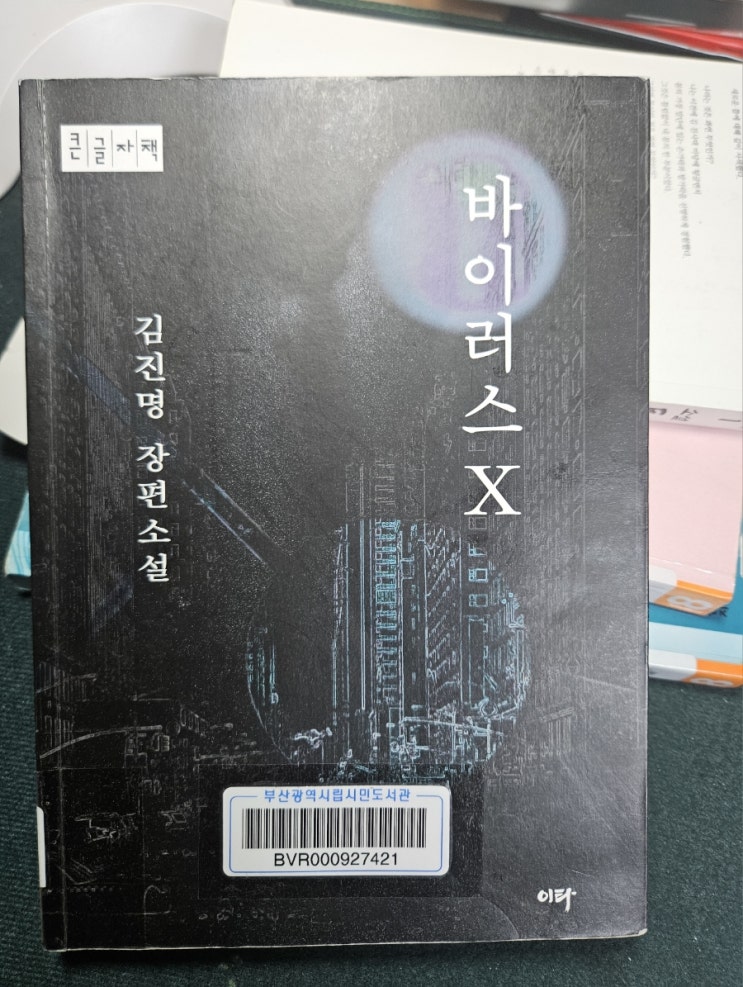 큰글자책
바이러스 X
김진명 장편소설
부산광역시립시민도서관
BVR000927421
이타
8